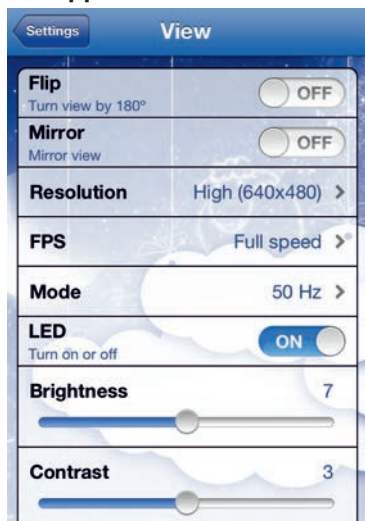 Settings
View
Flip
OFF
Turn view by 180°
Mirror
OFF
Mirror view
Resolution High (640x480) >
FPS Full speed >
Mode 50 Hz >
LED
ON
Turn on or off
Brightness 7
Contrast 3